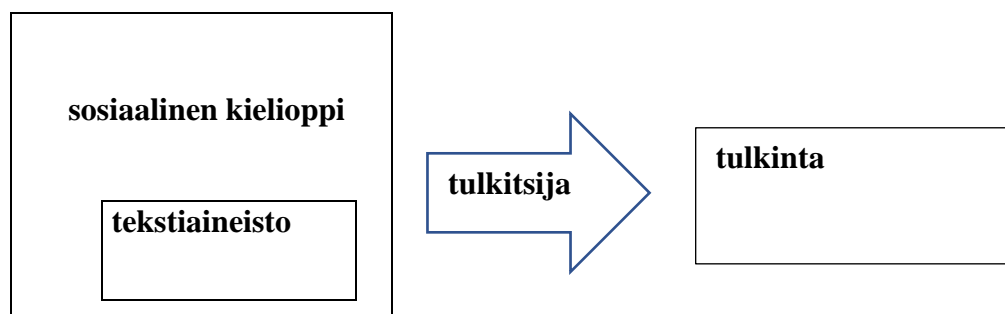 sosiaalinen kielioppi
tekstiaineisto
tulkitsija
tulkinta